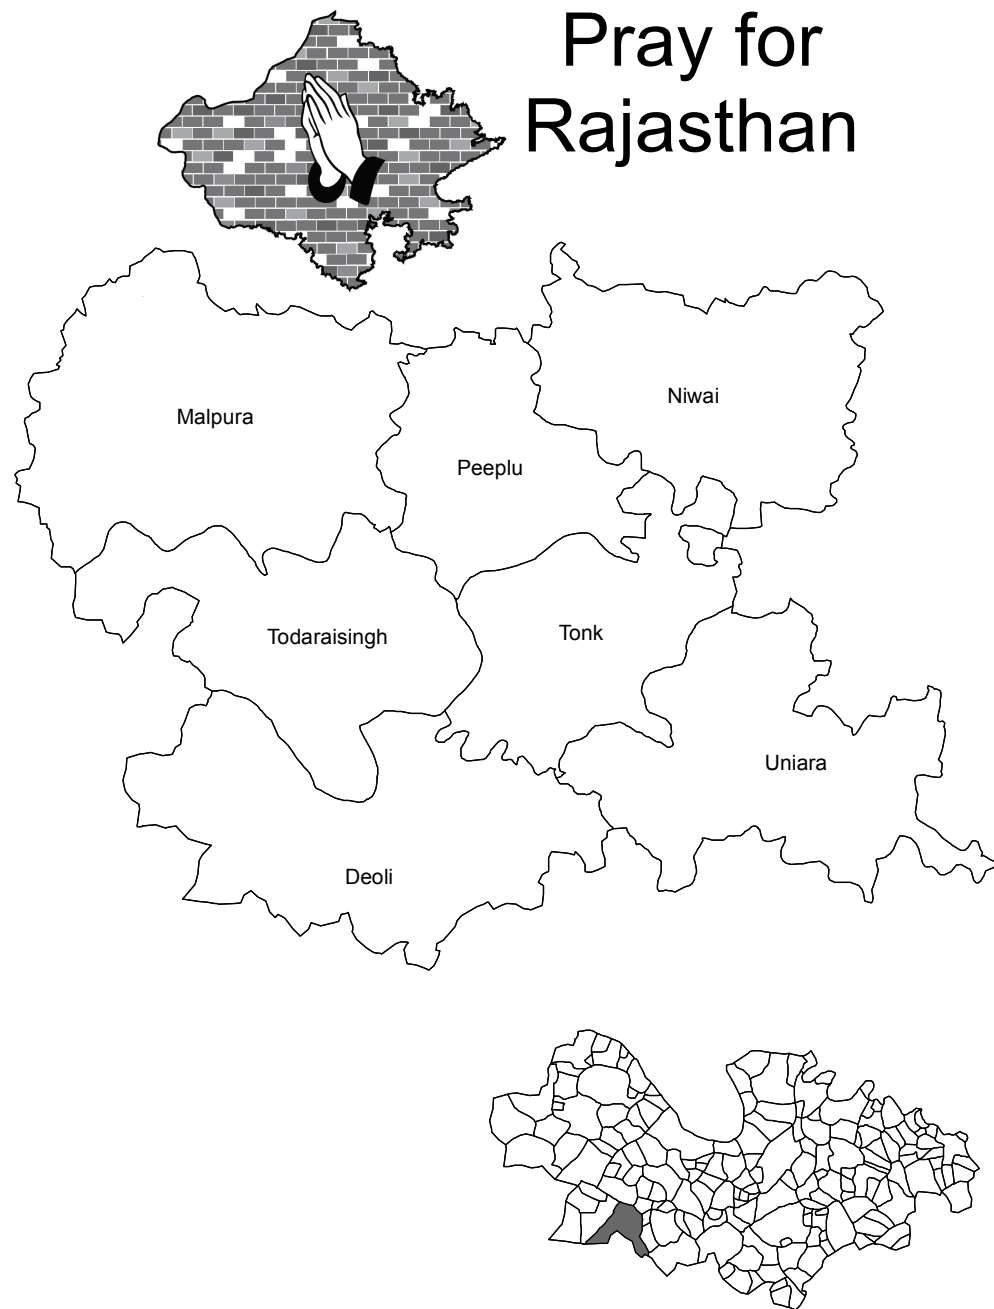 Pray for
Rajasthan
Niwai
Malpura
Peeplu
Tonk
Todaraisingh
Uniara
Deoli